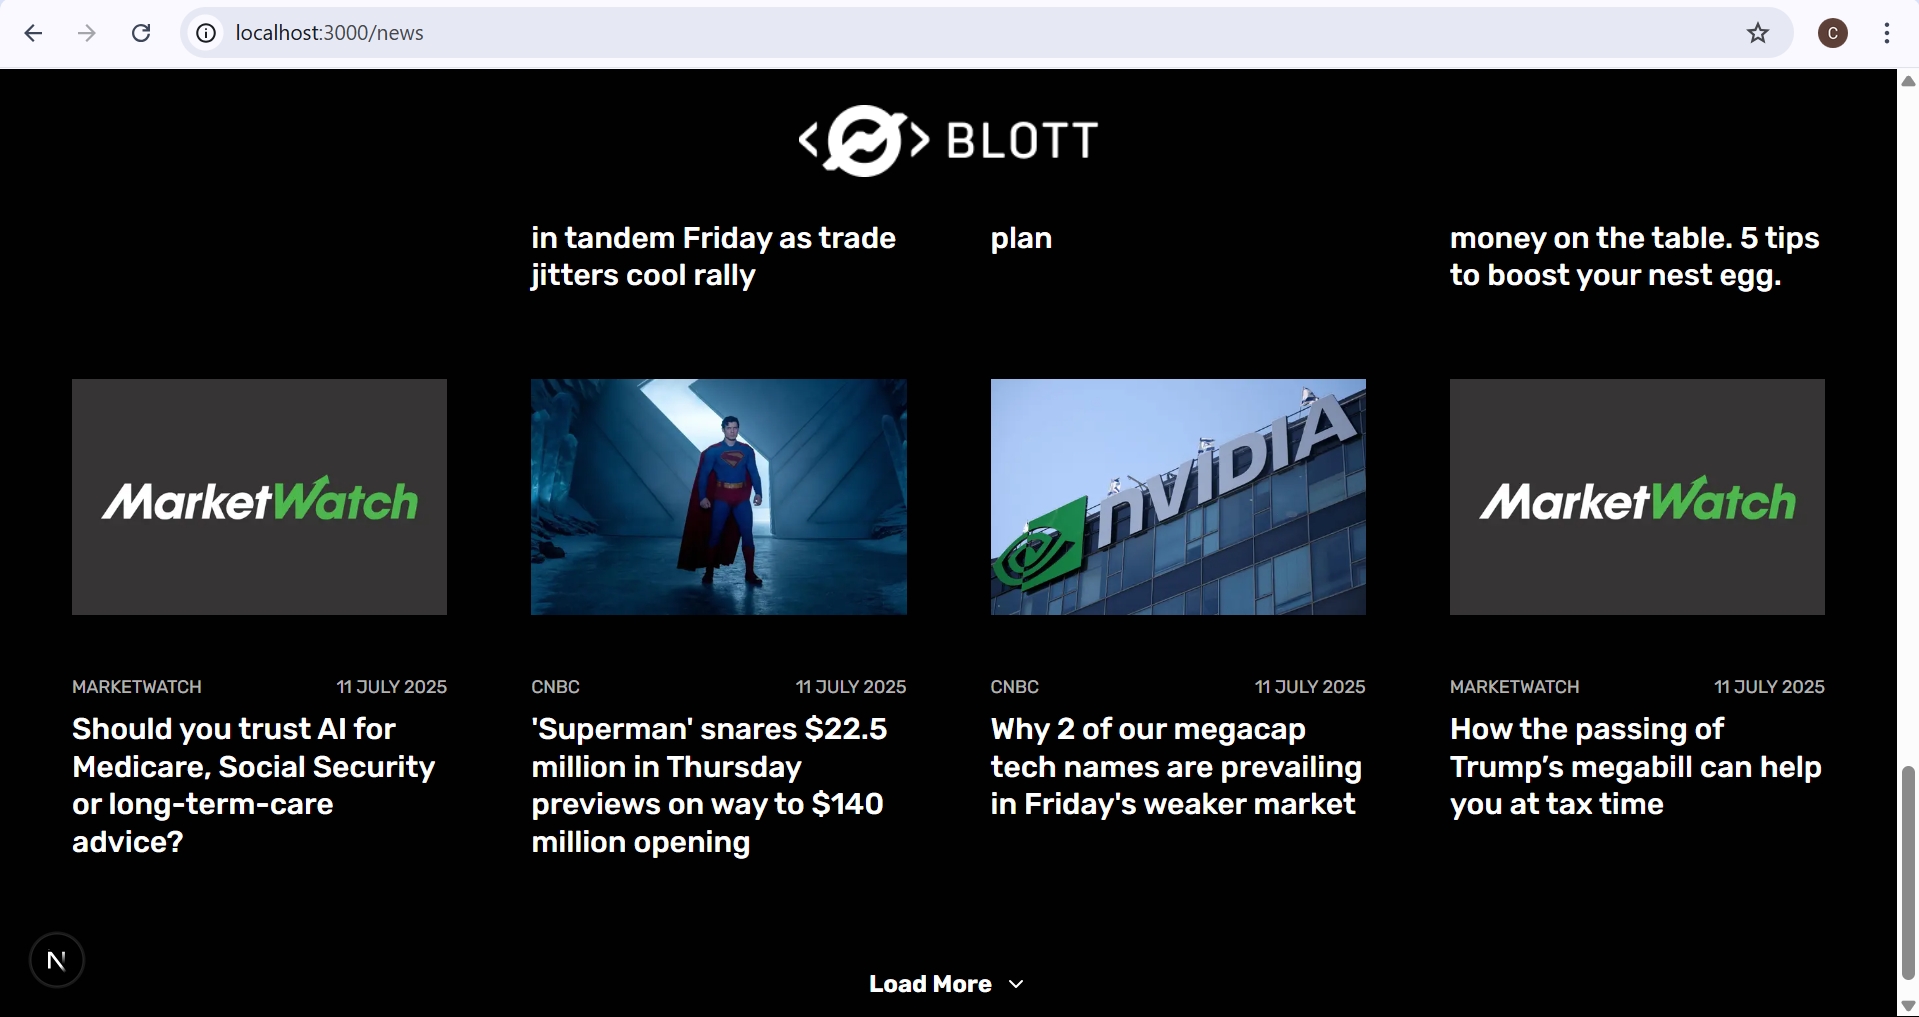 localhost:3000/news
C
BLOTT
in tandem Friday as trade
jitters cool rally
plan
money on the table. 5 tips
to boost your nest egg.
MarketWatch
MARKETWATCH 11 JULY 2025
Should you trust AI for
Medicare, Social Security
or long-term-care
advice?
CNBC 11 JULY 2025
'Superman' snares $22.5
million in Thursday
previews on way to $140
million opening
nVIDIA
CNBC 11 JULY 2025
Why 2 of our megacap
tech names are prevailing
in Friday's weaker market
MarketWatch
MARKETWATCH 11 JULY 2025
How the passing of
Trump’s megabill can help
you at tax time
N
Load More